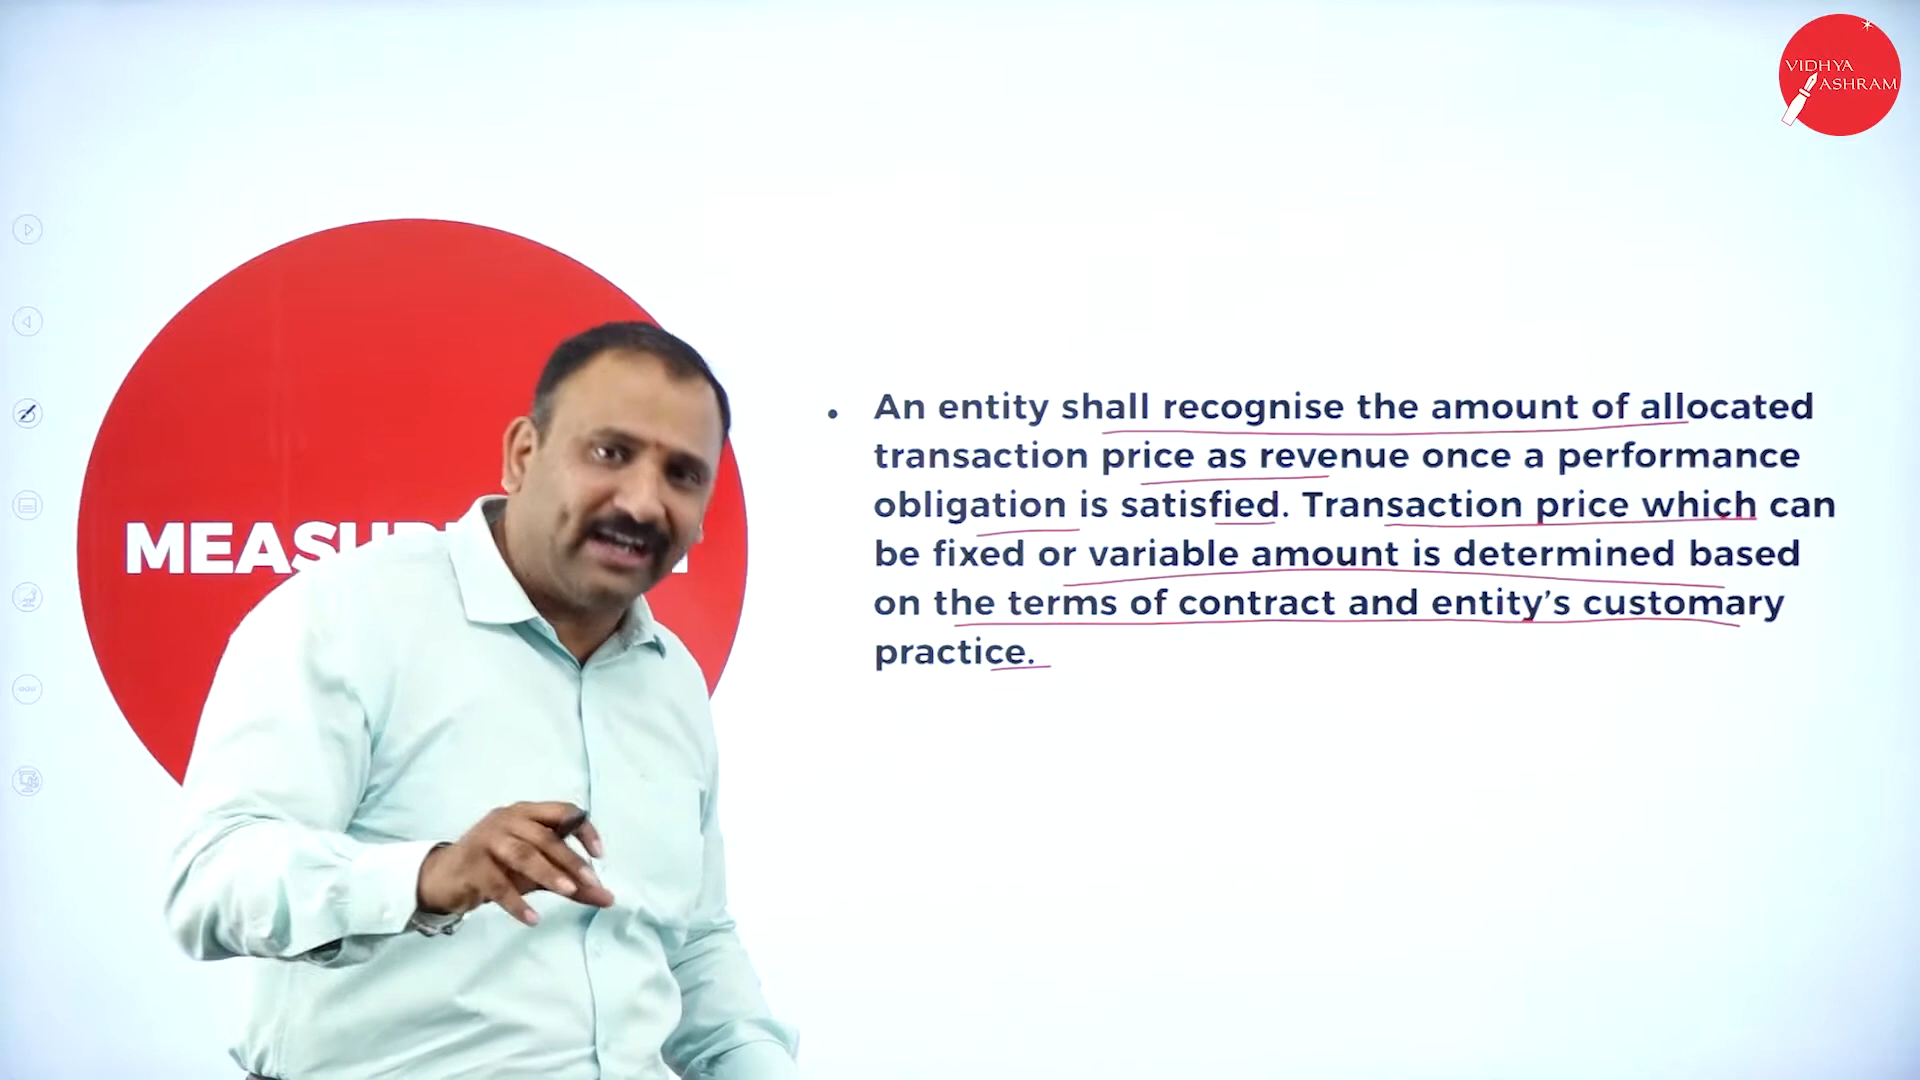 VIDHYA
ASHRAM
An entity shall recognise the amount of allocated
transaction price as revenue once a performance
obligation is satisfied. Transaction price which can
be fixed or variable amount is determined based
on the terms of contract and entity’s customary
practice.